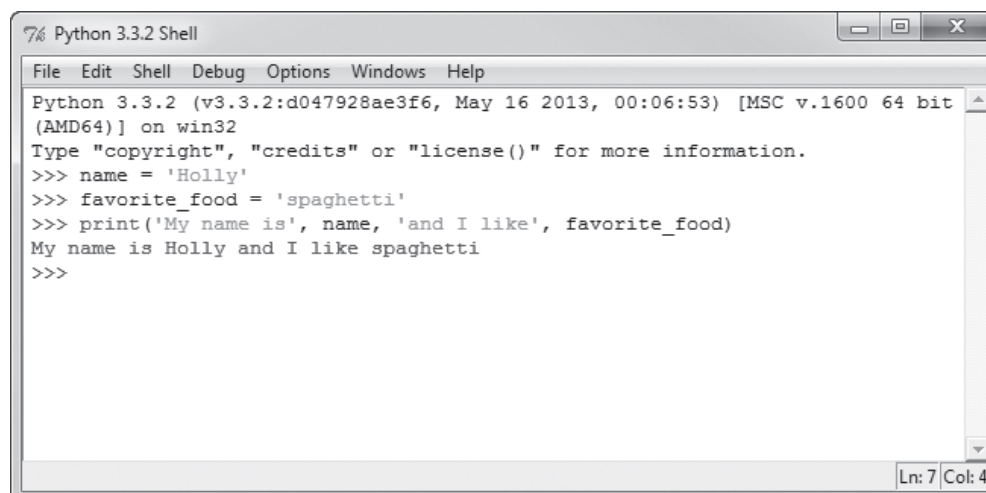 Python 3.3.2 Shell
File Edit Shell Debug Options Windows Help
Python 3.3.2 (v3.3.2:d047928ae3f6, May 16 2013, 00:06:53) [MSC v.1600 64 bit
(AMD64)] on win32
Type "copyright", "credits" or "license()" for more information.
>>> name = 'Holly'
>>> favorite_food = 'spaghetti'
>>> print('My name is', name, 'and I like', favorite_food)
My name is Holly and I like spaghetti
>>>
Ln: 7 Col: 4